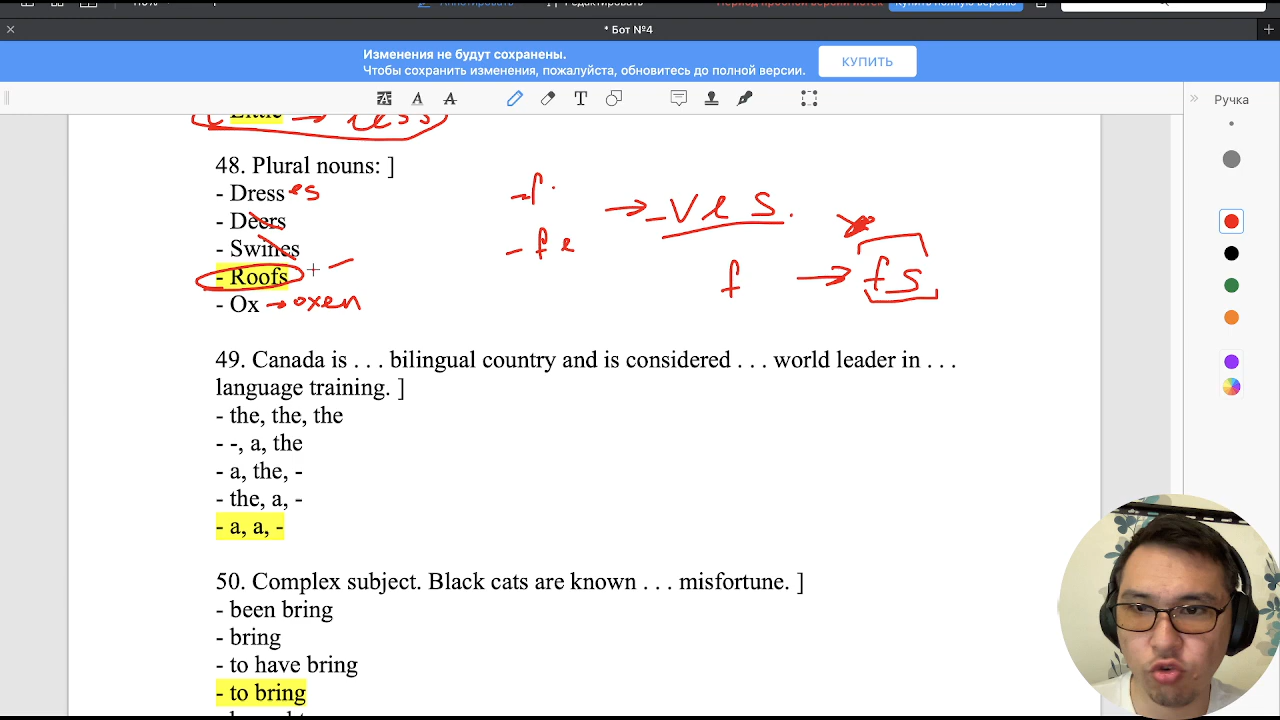 * Бот №4
Изменения не будут сохранены.
Чтобы сохранить изменения, пожалуйста, обновитесь до полной версии.
КУПИТЬ
Ручка
Little → less
48. Plural nouns: ]
- Dress es
- Deers
- Swines
- Roofs
- Ox → oxen
-f
-fe
→ -ves.
f → fs
49. Canada is . . . bilingual country and is considered . . . world leader in . . .
language training. ]
- the, the, the
- -, a, the
- a, the, -
- the, a, -
- a, a, -
50. Complex subject. Black cats are known . . . misfortune. ]
- been bring
- bring
- to have bring
- to bring